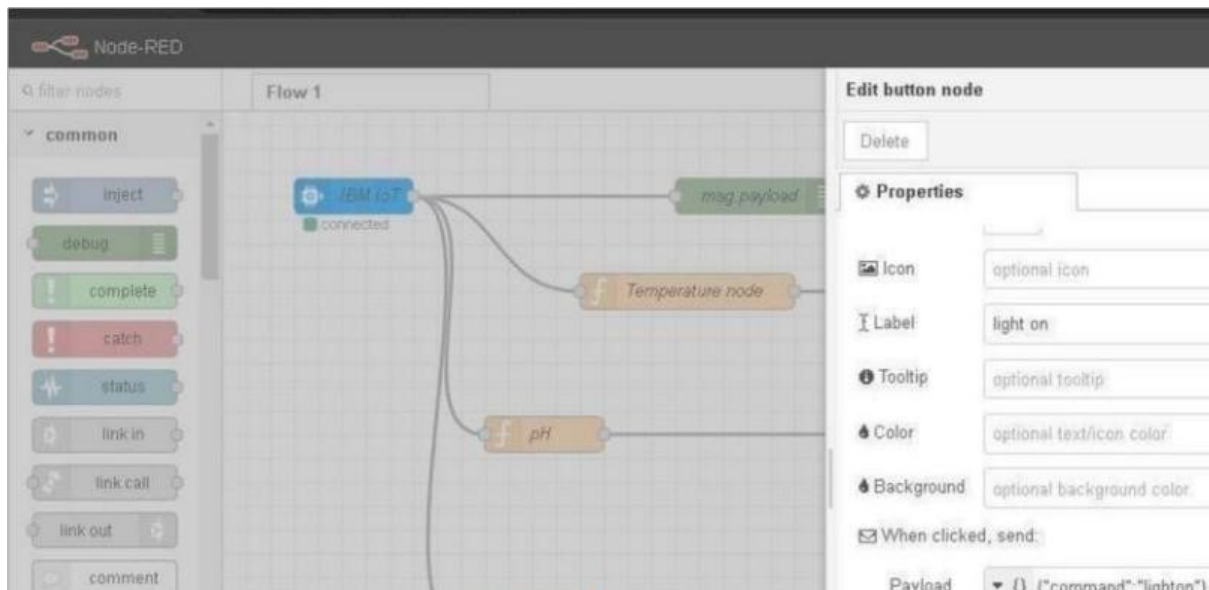 Node-RED
filter nodes
Flow 1
Edit button node
common
Delete
inject
IBM IoT
msg.payload
Properties
connected
debug
Icon
optional icon
complete
Temperature node
Label
light on
catch
Tooltip
optional tooltip
status
link in
pH
Color
optional text/icon color
link call
Background
optional background color
link out
When clicked, send:
comment
Payload
{} {"command":"lighton"}